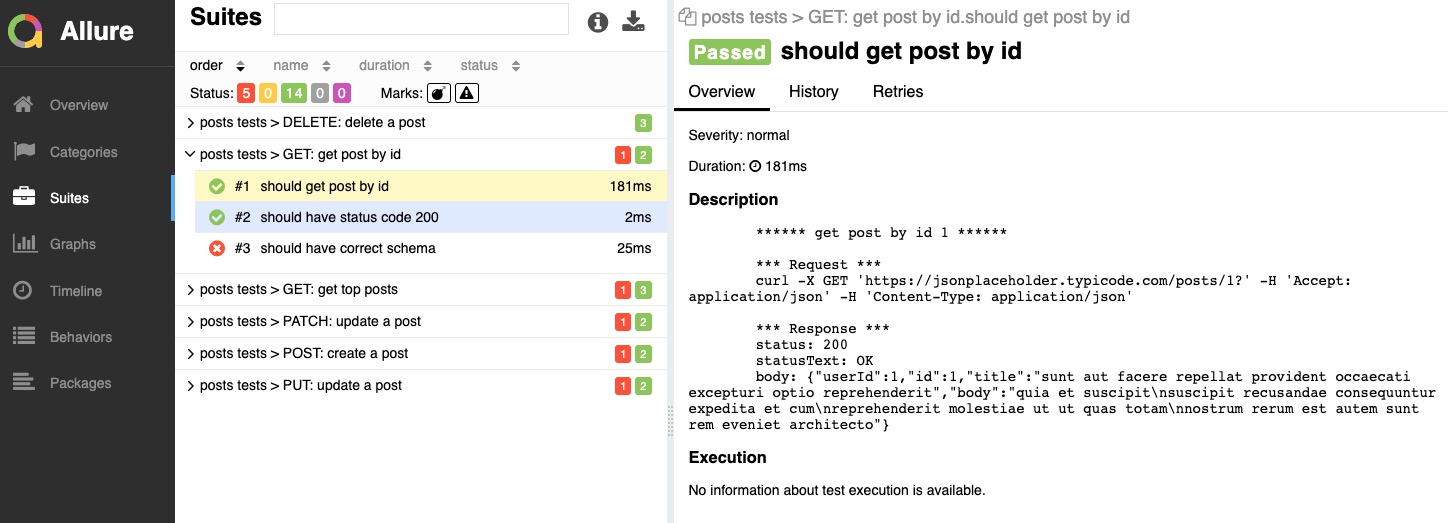 Allure
Overview
Categories
Suites
Graphs
Timeline
Behaviors
Packages
Suites
order name duration status
Status: 5 0 14 0 0 Marks:
posts tests > DELETE: delete a post 3
posts tests > GET: get post by id 1 2
#1 should get post by id 181ms
#2 should have status code 200 2ms
#3 should have correct schema 25ms
posts tests > GET: get top posts 1 3
posts tests > PATCH: update a post 1 2
posts tests > POST: create a post 1 2
posts tests > PUT: update a post 1 2
posts tests > GET: get post by id.should get post by id
Passed should get post by id
Overview History Retries
Severity: normal
Duration: 181ms
Description
****** get post by id 1 ******
*** Request ***
curl -X GET 'https://jsonplaceholder.typicode.com/posts/1?' -H 'Accept:
application/json' -H 'Content-Type: application/json'
*** Response ***
status: 200
statusText: OK
body: {"userId":1,"id":1,"title":"sunt aut facere repellat provident occaecati
excepturi optio reprehenderit","body":"quia et suscipit\nsuscipit recusandae consequuntur
expedita et cum\nreprehenderit molestiae ut ut quas totam\nnostrum rerum est autem sunt
rem eveniet architecto"}
Execution
No information about test execution is available.